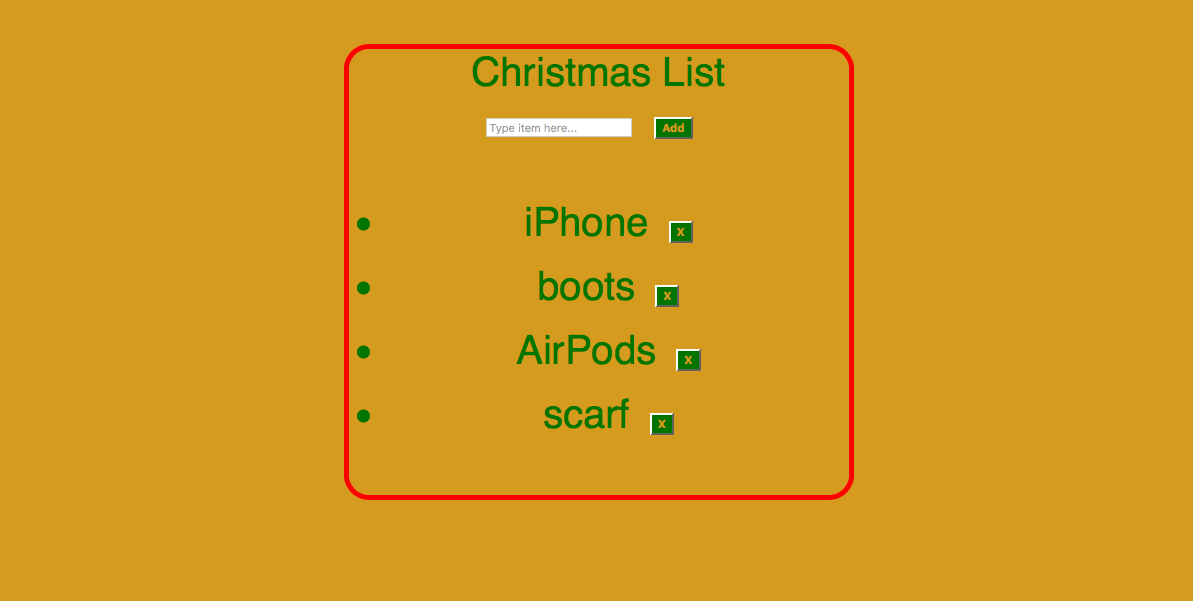 Christmas List
Type item here... Add
iPhone X
boots X
AirPods X
scarf X